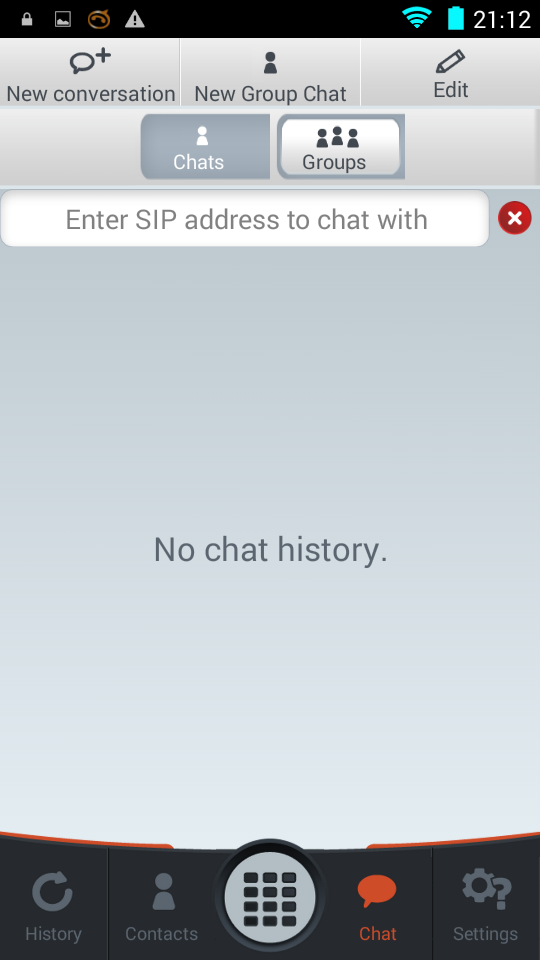 21:12
New conversation
New Group Chat
Edit
Chats
Groups
Enter SIP address to chat with
No chat history.
History
Contacts
Chat
Settings